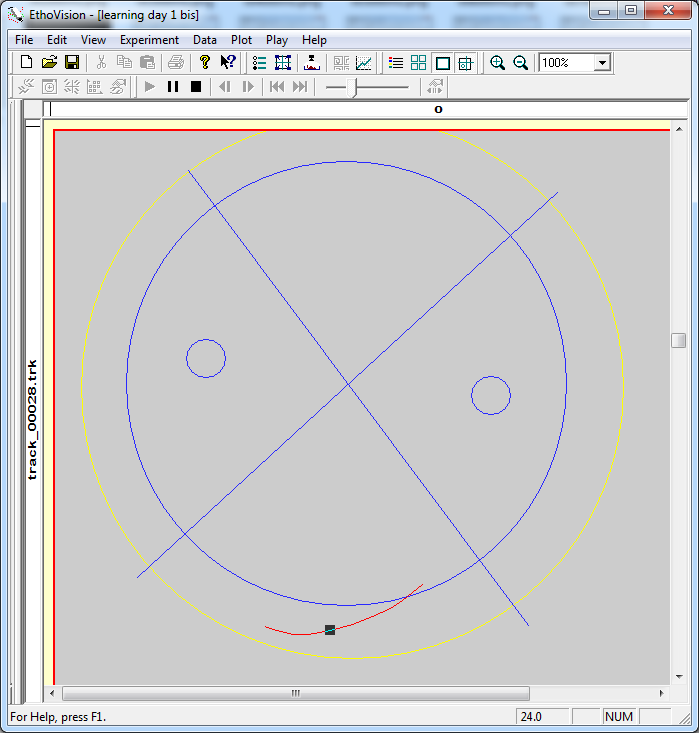 EthoVision - [learning day 1 bis]
File Edit View Experiment Data Plot Play Help
100%
0
track_00028.trk
For Help, press F1.
24.0
NUM